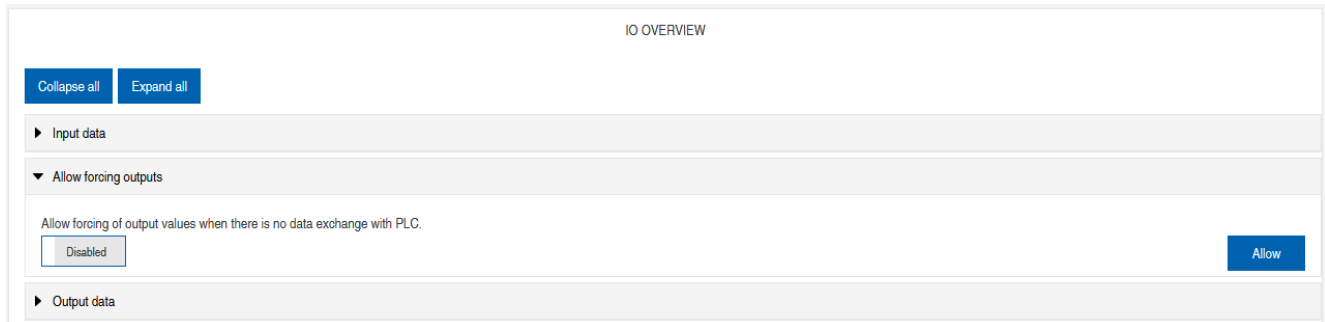 IO OVERVIEW
Collapse all Expand all
Input data
Allow forcing outputs
Allow forcing of output values when there is no data exchange with PLC.
Disabled Allow
Output data